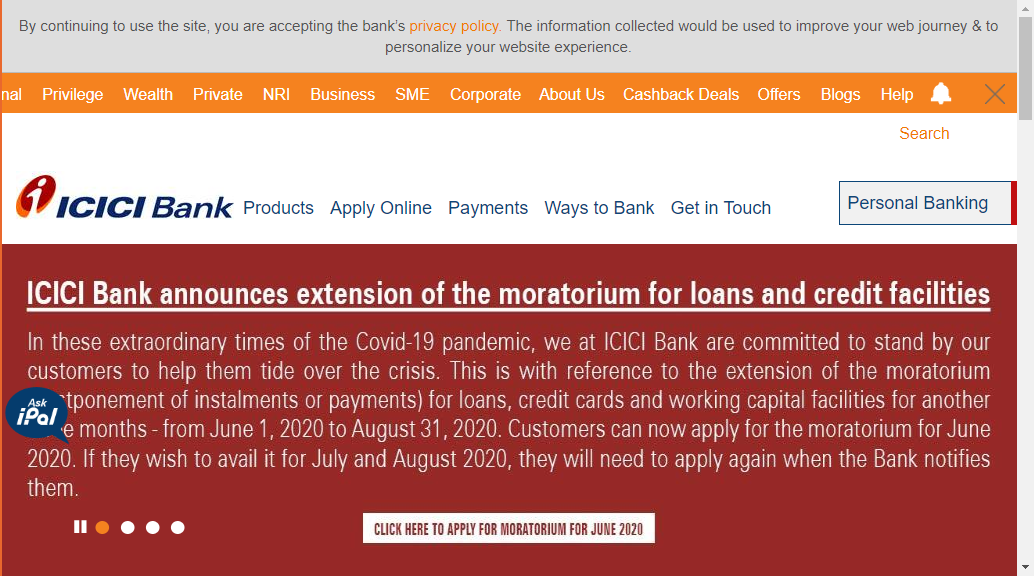 By continuing to use the site, you are accepting the bank's privacy policy. The information collected would be used to improve your web journey & to
personalize your website experience.
nal Privilege Wealth Private NRI Business SME Corporate About Us Cashback Deals Offers Blogs Help
Search
ICICI Bank Products Apply Online Payments Ways to Bank Get in Touch Personal Banking
ICICI Bank announces extension of the moratorium for loans and credit facilities
In these extraordinary times of the Covid-19 pandemic, we at ICICI Bank are committed to stand by our
customers to help them tide over the crisis. This is with reference to the extension of the moratorium
tponement of instalments or payments) for loans, credit cards and working capital facilities for another
Ask
iPal
e months - from June 1, 2020 to August 31, 2020. Customers can now apply for the moratorium for June
2020. If they wish to avail it for July and August 2020, they will need to apply again when the Bank notifies
them.
CLICK HERE TO APPLY FOR MORATORIUM FOR JUNE 2020